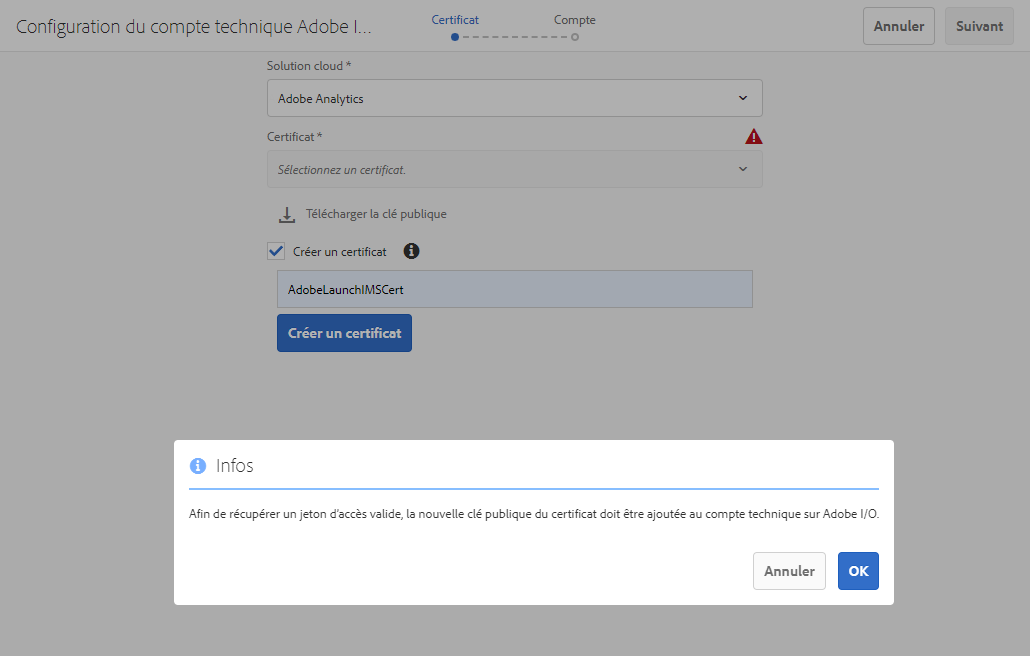 Configuration du compte technique Adobe I...
Certificat
Compte
Annuler
Suivant
Solution cloud *
Adobe Analytics
Certificat *
Sélectionnez un certificat.
Télécharger la clé publique
Créer un certificat
AdobeLaunchIMSCert
Créer un certificat
Infos
Afin de récupérer un jeton d'accès valide, la nouvelle clé publique du certificat doit être ajoutée au compte technique sur Adobe I/O.
Annuler
OK